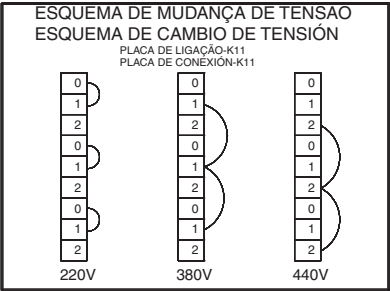 ESQUEMA DE MUDANÇA DE TENSAO
ESQUEMA DE CAMBIO DE TENSIÓN
PLACA DE LIGAÇÃO-K11
PLACA DE CONEXIÓN-K11
0 0 0
1 1 1
2 2 2
0 0 0
1 1 1
2 2 2
0 0 0
1 1 1
2 2 2
220V 380V 440V